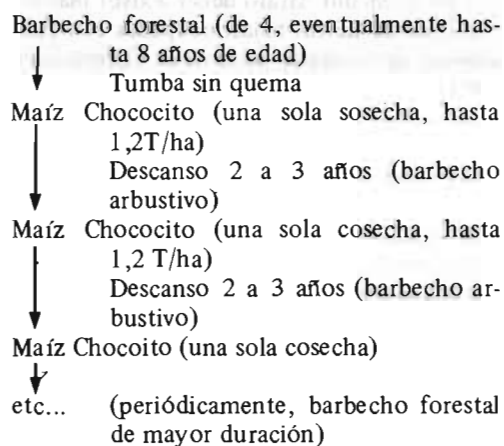 Barbecho forestal (de 4, eventualmente has-
ta 8 años de edad)
Tumba sin quema
Maíz Chococito (una sola sosecha, hasta
1,2T/ha)
Descanso 2 a 3 años (barbecho
arbustivo)
Maíz Chococito (una sola cosecha, hasta
1,2 T/ha)
Descanso 2 a 3 años (barbecho ar-
bustivo)
Maíz Chocoito (una sola cosecha)
etc... (periódicamente, barbecho forestal
de mayor duración)